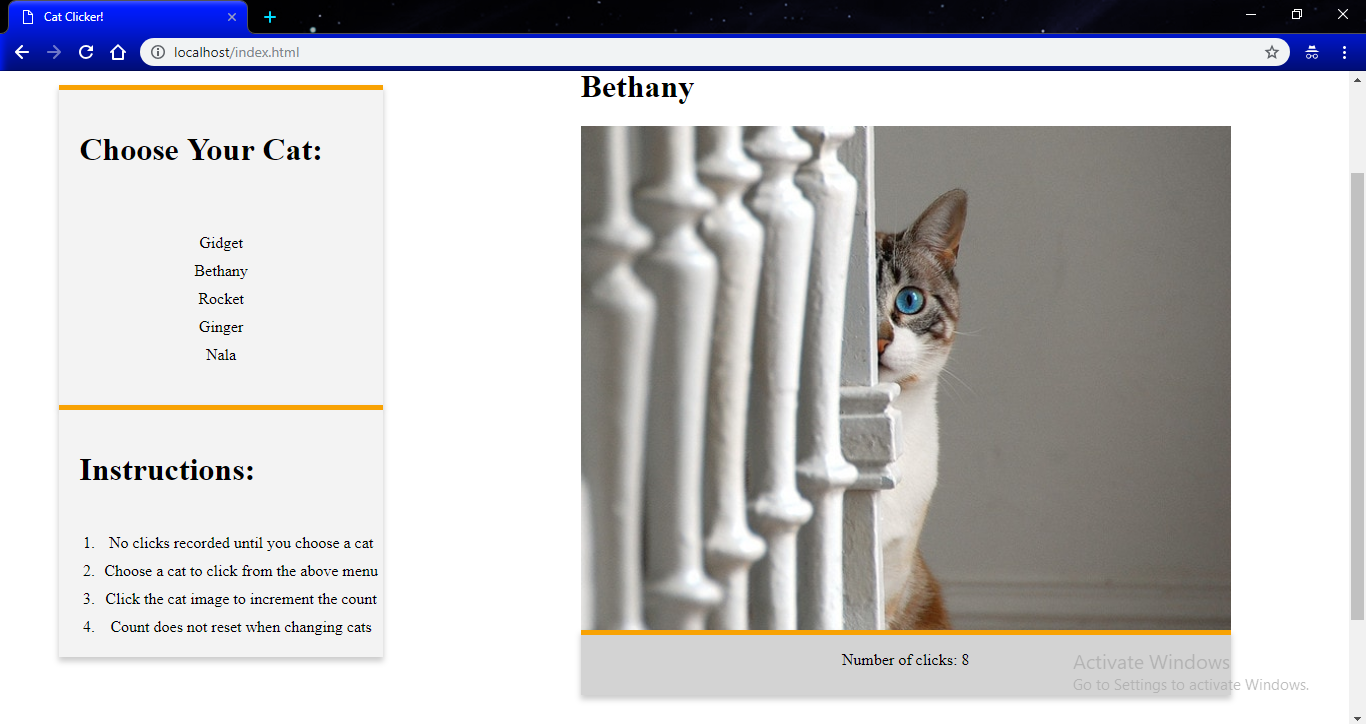 Cat Clicker!
localhost/index.html
Choose Your Cat:
Gidget
Bethany
Rocket
Ginger
Nala
Instructions:
1. No clicks recorded until you choose a cat
2. Choose a cat to click from the above menu
3. Click the cat image to increment the count
4. Count does not reset when changing cats
Bethany
Number of clicks: 8
Activate Windows
Go to Settings to activate Windows.